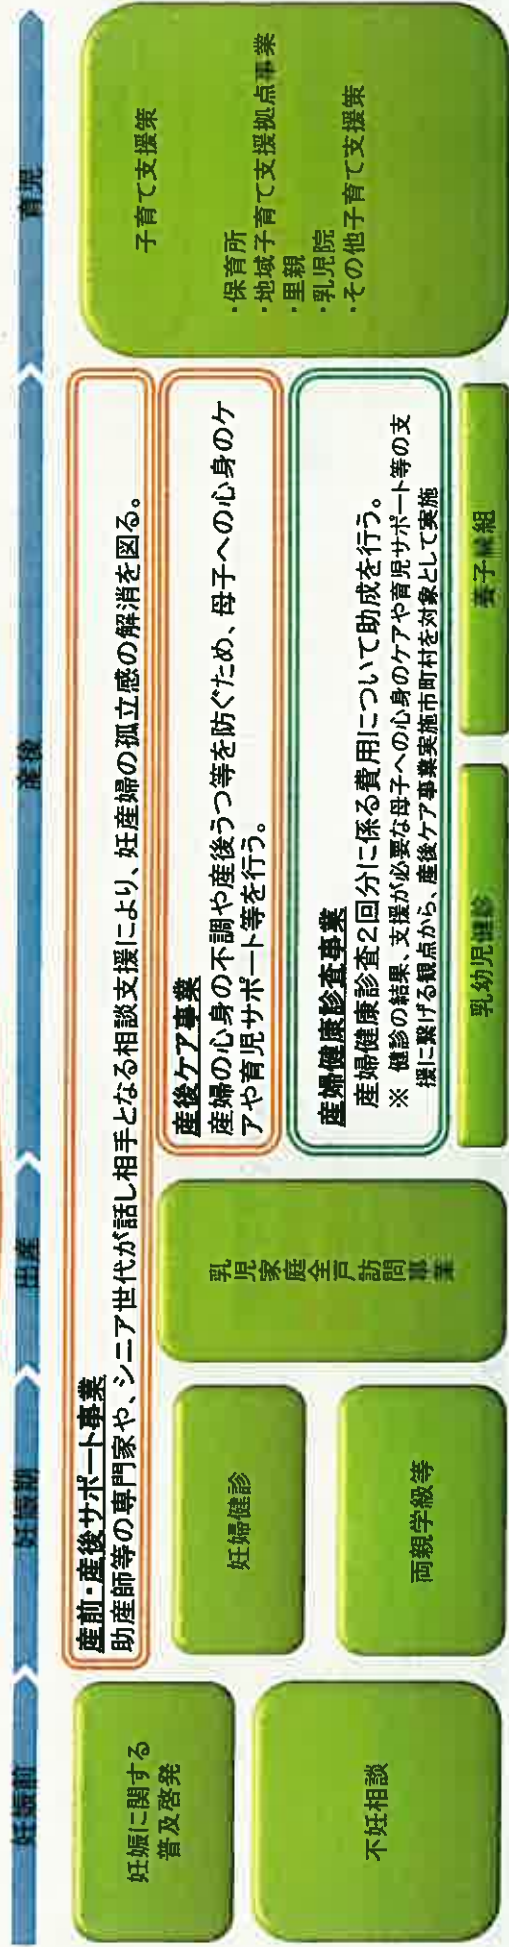 妊娠前
妊娠期
出産
産後
育児
産前・産後サポート事業
助産師等の専門家や、シニア世代が話し相手となる相談支援により、妊産婦の孤立感の解消を図る。
妊娠に関する
普及啓発
不妊相談
妊婦健診
両親学級等
乳児家庭全戸訪問事業
産後ケア事業
産婦の心身の不調や産後うつ等を防ぐため、母子への心身のケ
アや育児サポート等を行う。
産婦健康診査事業
産婦健康診査2回分に係る費用について助成を行う。
※ 健診の結果、支援が必要な母子への心身のケアや育児サポート等の支
援に繋げる観点から、産後ケア事業実施市町村を対象として実施
乳幼児健診
養子縁組
子育て支援策
・保育所
・地域子育て支援拠点事業
・里親
・乳児院
・その他子育て支援策